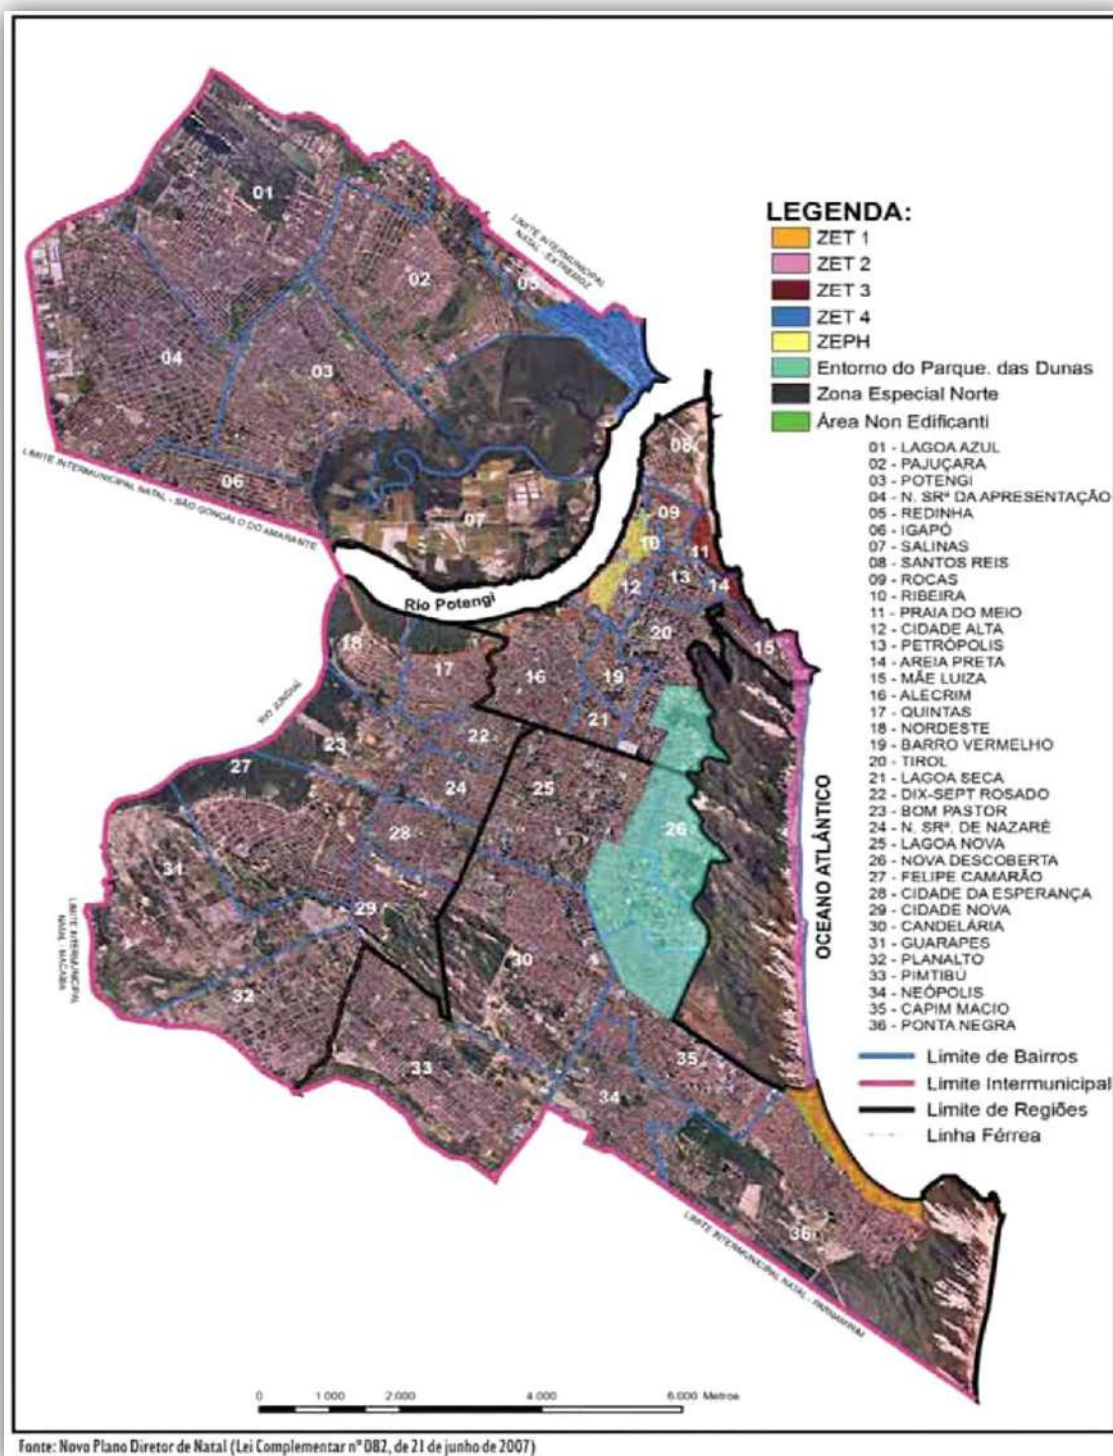 01
02
LIMITE INTERMUNICIPAL
NATAL - EXTREMOZ
05
04
03
06
LIMITE INTERMUNICIPAL NATAL - SÃO GONÇALO DO AMARANTE
07
Rio Potengi
08
09
10
11
12
13
14
15
16
17
18
19
20
21
22
23
24
25
26
27
28
29
30
31
32
33
34
35
36
RIO JUNDIAÍ
LIMITE INTERMUNICIPAL
NATAL - MACAÍBA
OCEANO ATLÂNTICO
LIMITE INTERMUNICIPAL NATAL - PARNAMIRIM
LEGENDA:
ZET 1
ZET 2
ZET 3
ZET 4
ZEPH
Entorno do Parque. das Dunas
Zona Especial Norte
Área Non Edificanti
01 - LAGOA AZUL
02 - PAJUÇARA
03 - POTENGI
04 - N. SRª DA APRESENTAÇÃO
05 - REDINHA
06 - IGAPÓ
07 - SALINAS
08 - SANTOS REIS
09 - ROCAS
10 - RIBEIRA
11 - PRAIA DO MEIO
12 - CIDADE ALTA
13 - PETRÓPOLIS
14 - AREIA PRETA
15 - MÃE LUIZA
16 - ALECRIM
17 - QUINTAS
18 - NORDESTE
19 - BARRO VERMELHO
20 - TIROL
21 - LAGOA SECA
22 - DIX-SEPT ROSADO
23 - BOM PASTOR
24 - N. SRª. DE NAZARÉ
25 - LAGOA NOVA
26 - NOVA DESCOBERTA
27 - FELIPE CAMARÃO
28 - CIDADE DA ESPERANÇA
29 - CIDADE NOVA
30 - CANDELÁRIA
31 - GUARAPES
32 - PLANALTO
33 - PIMTIBÚ
34 - NEÓPOLIS
35 - CAPIM MACIO
36 - PONTA NEGRA
Limite de Bairros
Limite Intermunicipal
Limite de Regiões
Linha Férrea
0 1 000 2 000 4 000 6 000 Metros
Fonte: Novo Plano Diretor de Natal (Lei Complementar nº 082, de 21 de junho de 2007)